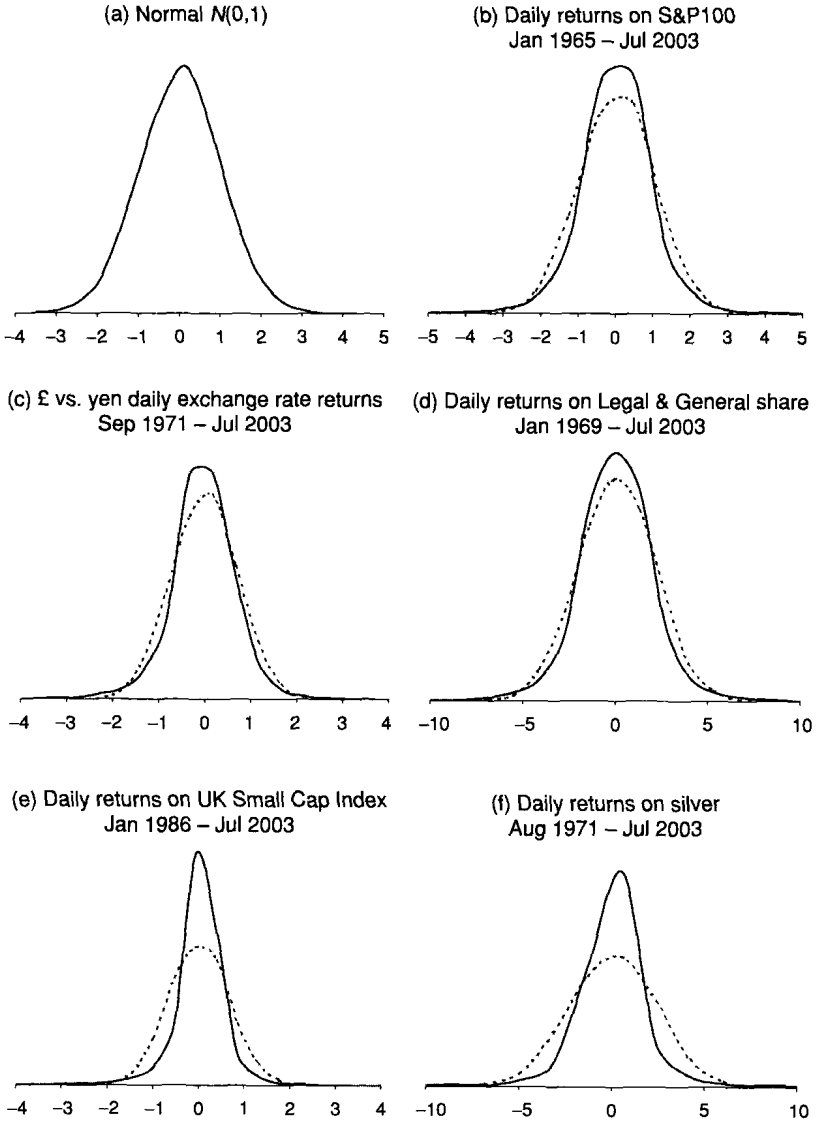 (a) Normal N(0,1)
–4 –3 –2 –1 0 1 2 3 4 5
(b) Daily returns on S&P100
Jan 1965 – Jul 2003
–5 –4 –3 –2 –1 0 1 2 3 4 5
(c) £ vs. yen daily exchange rate returns
Sep 1971 – Jul 2003
–4 –3 –2 –1 0 1 2 3 4
(d) Daily returns on Legal & General share
Jan 1969 – Jul 2003
–10 –5 0 5 10
(e) Daily returns on UK Small Cap Index
Jan 1986 – Jul 2003
–4 –3 –2 –1 0 1 2 3 4
(f) Daily returns on silver
Aug 1971 – Jul 2003
–10 –5 0 5 10